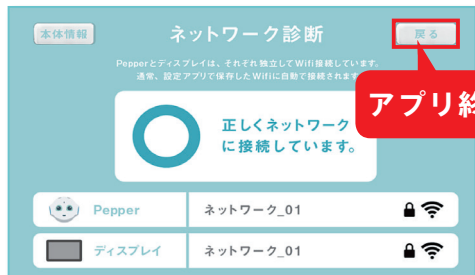 本体情報
ネットワーク診断
戻る
Pepperとディスプレイは、それぞれ独立してWifi接続しています。
通常、設定アプリで保存したWifiに自動で接続されます
アプリ終
正しくネットワーク
に接続しています。
Pepper
ネットワーク_01
ディスプレイ
ネットワーク_01